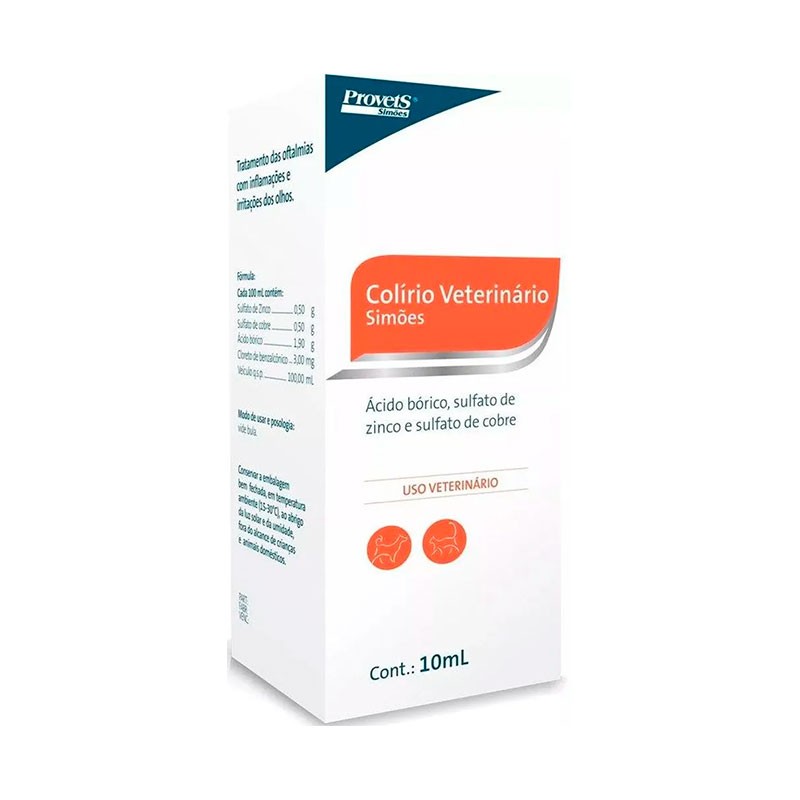 Provets®
Simões
Tratamento das oftalmias
com inflamações e
irritações dos olhos.
Fórmula:
Cada 100 mL contém:
Sulfato de Zinco 0,50 g
Sulfato de cobre 0,50 g
Ácido bórico 1,90 g
Cloreto de benzalcônico 3,00 mg
Veículo q.s.p. 100,00 mL
Modo de usar e posologia:
vide bula.
Conservar a embalagem
bem fechada, em temperatura
ambiente (15-30°C), ao abrigo
da luz solar e da umidade,
fora do alcance de crianças
e animais domésticos.
PART.
FABR.
VENC.
Colírio Veterinário
Simões
Ácido bórico, sulfato de
zinco e sulfato de cobre
USO VETERINÁRIO
Cont.: 10mL